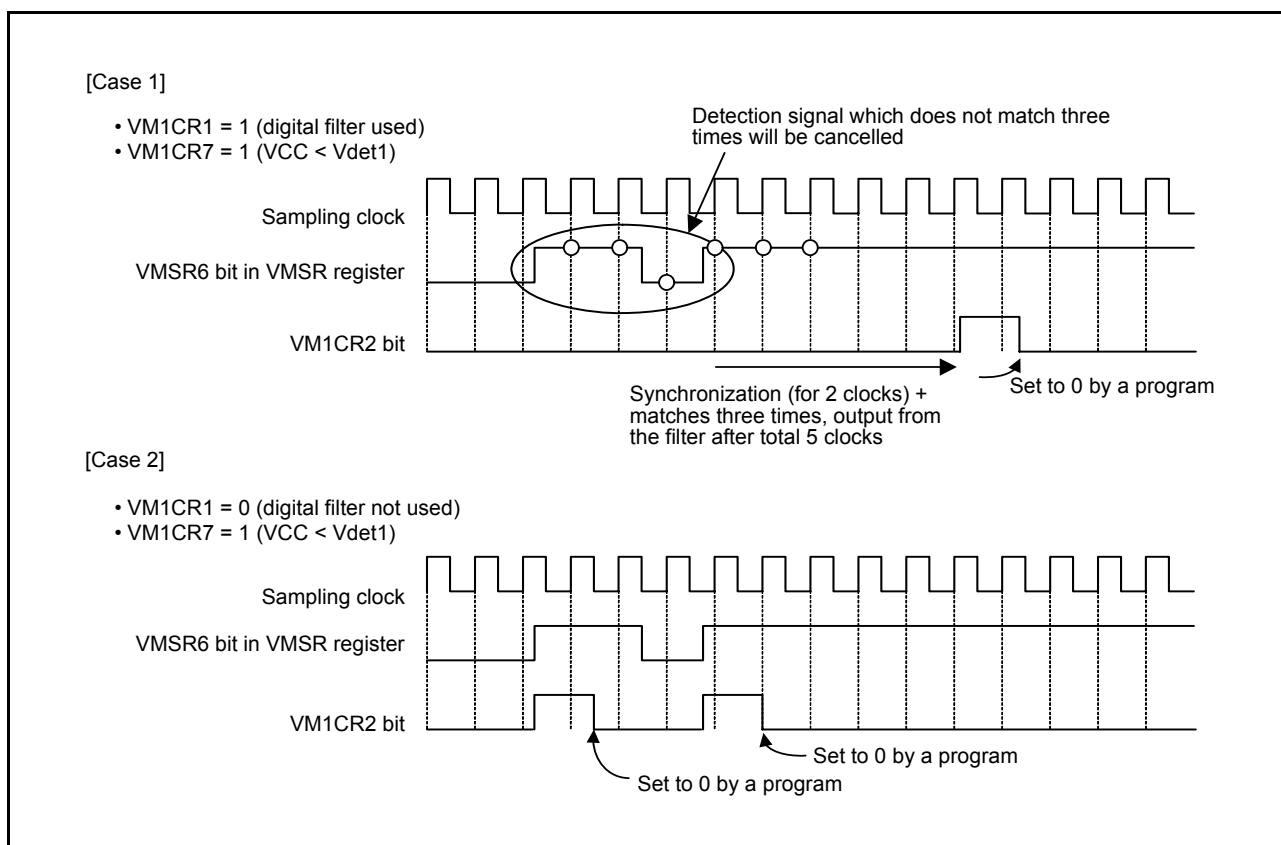 [Case 1]
• VM1CR1 = 1 (digital filter used)
• VM1CR7 = 1 (VCC < Vdet1)
Detection signal which does not match three
times will be cancelled
Sampling clock
VMSR6 bit in VMSR register
VM1CR2 bit
Synchronization (for 2 clocks) +
matches three times, output from
the filter after total 5 clocks
Set to 0 by a program
[Case 2]
• VM1CR1 = 0 (digital filter not used)
• VM1CR7 = 1 (VCC < Vdet1)
Sampling clock
VMSR6 bit in VMSR register
VM1CR2 bit
Set to 0 by a program
Set to 0 by a program